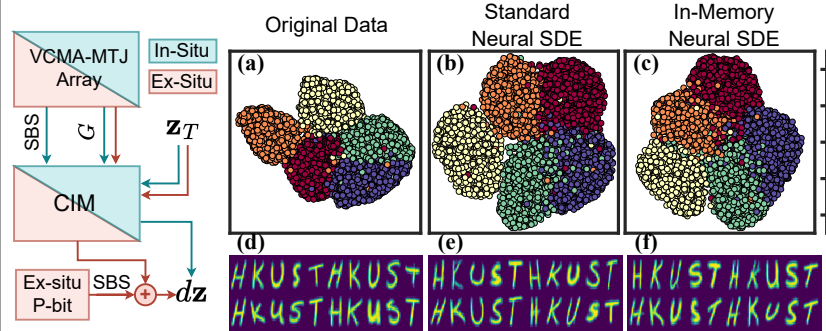 VCMA-MTJ
Array
In-Situ
Ex-Situ
SBS
G
z_T
CIM
Ex-situ
P-bit
SBS
+
dz
Original Data
Standard
Neural SDE
In-Memory
Neural SDE
(a)
(b)
(c)
(d)
(e)
(f)
HKUSTHKUST
HKUSTHKUST
HKUSTHKUST
HKUSTHKUST
HKUSTHKUST
HKUSTHKUST